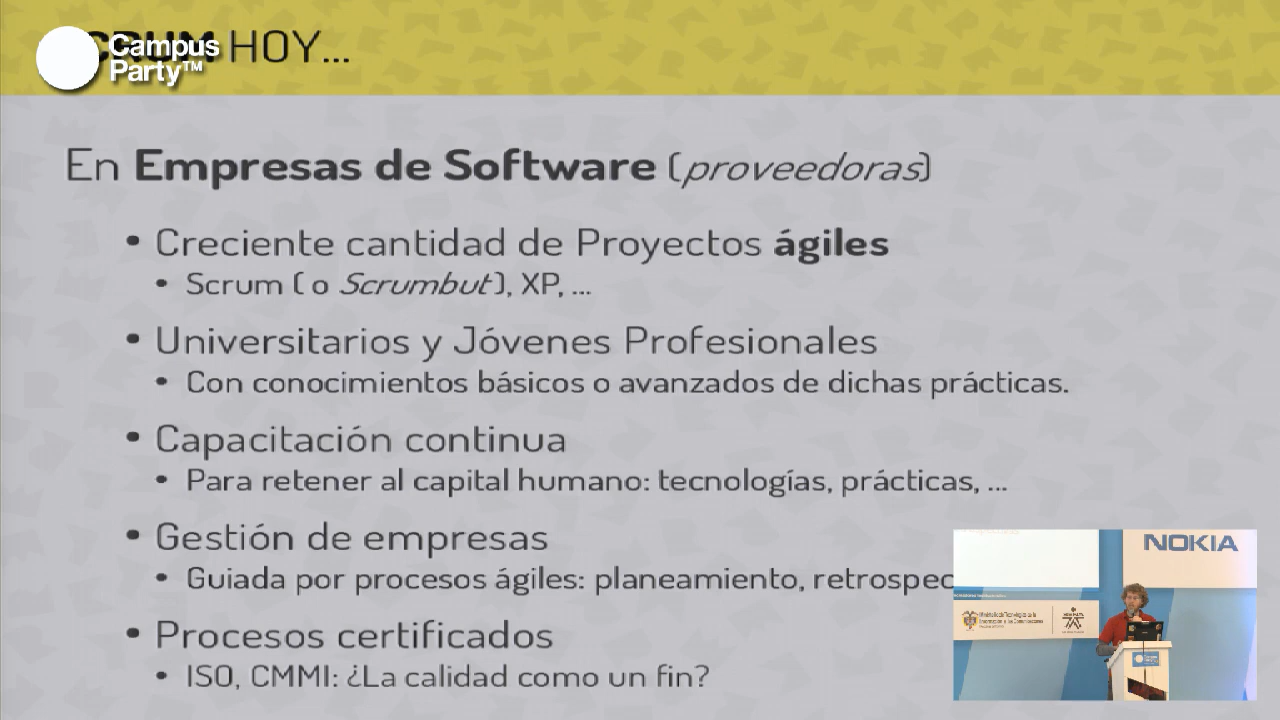 SCRUM HOY...
Campus
Party™
En Empresas de Software (proveedoras)
• Creciente cantidad de Proyectos ágiles
• Scrum ( o Scrumbut ), XP, ...
• Universitarios y Jóvenes Profesionales
• Con conocimientos básicos o avanzados de dichas prácticas.
• Capacitación continua
• Para retener al capital humano: tecnologías, prácticas, ...
• Gestión de empresas
• Guiada por procesos ágiles: planeamiento, retrospec
• Procesos certificados
• ISO, CMMI: ¿La calidad como un fin?
NOKIA
SENA